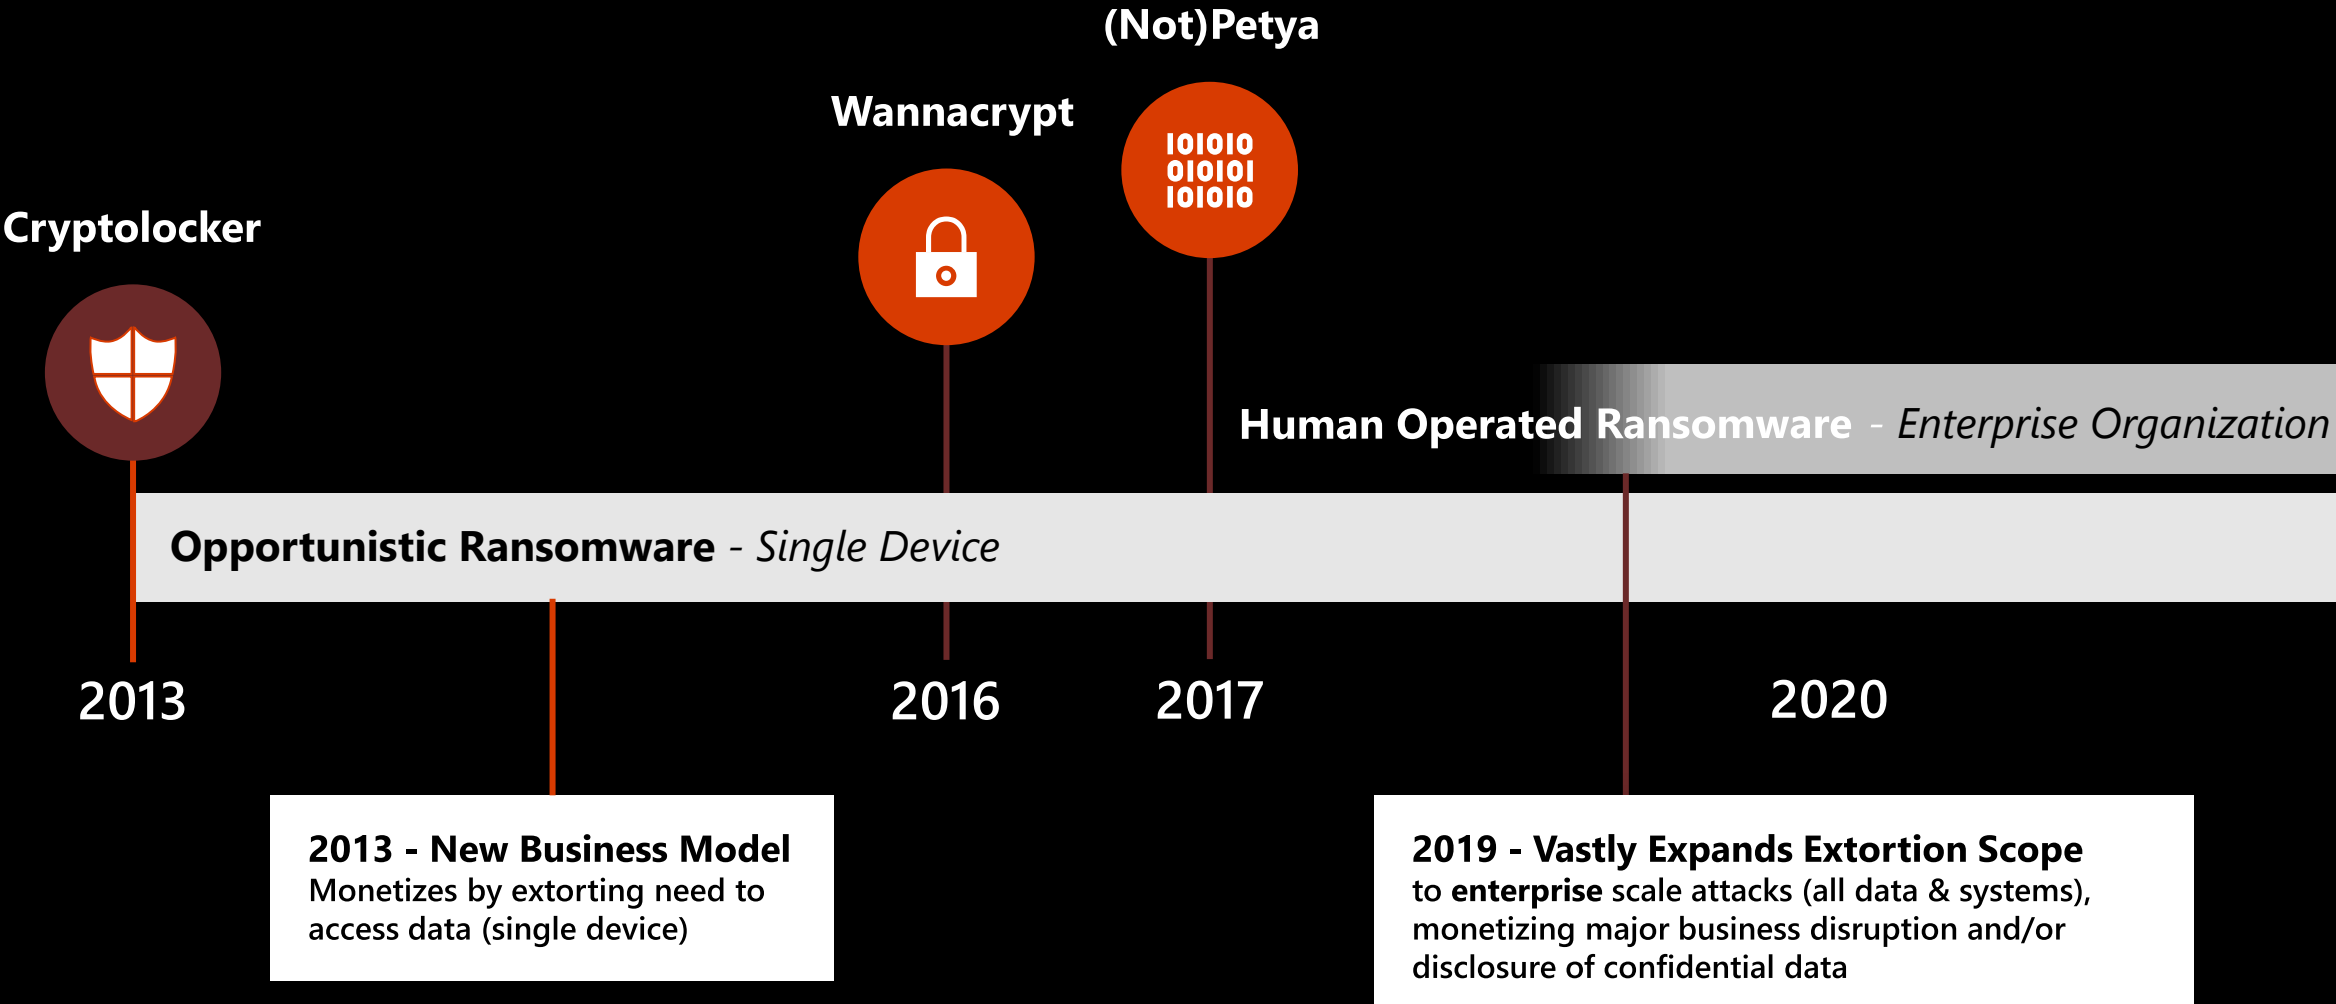 (Not)Petya
Wannacrypt
101010
010101
101010
Cryptolocker
Human Operated Ransomware - Enterprise Organization
Opportunistic Ransomware - Single Device
2013
2016
2017
2020
2013 - New Business Model
Monetizes by extorting need to
access data (single device)
2019 - Vastly Expands Extortion Scope
to enterprise scale attacks (all data & systems),
monetizing major business disruption and/or
disclosure of confidential data